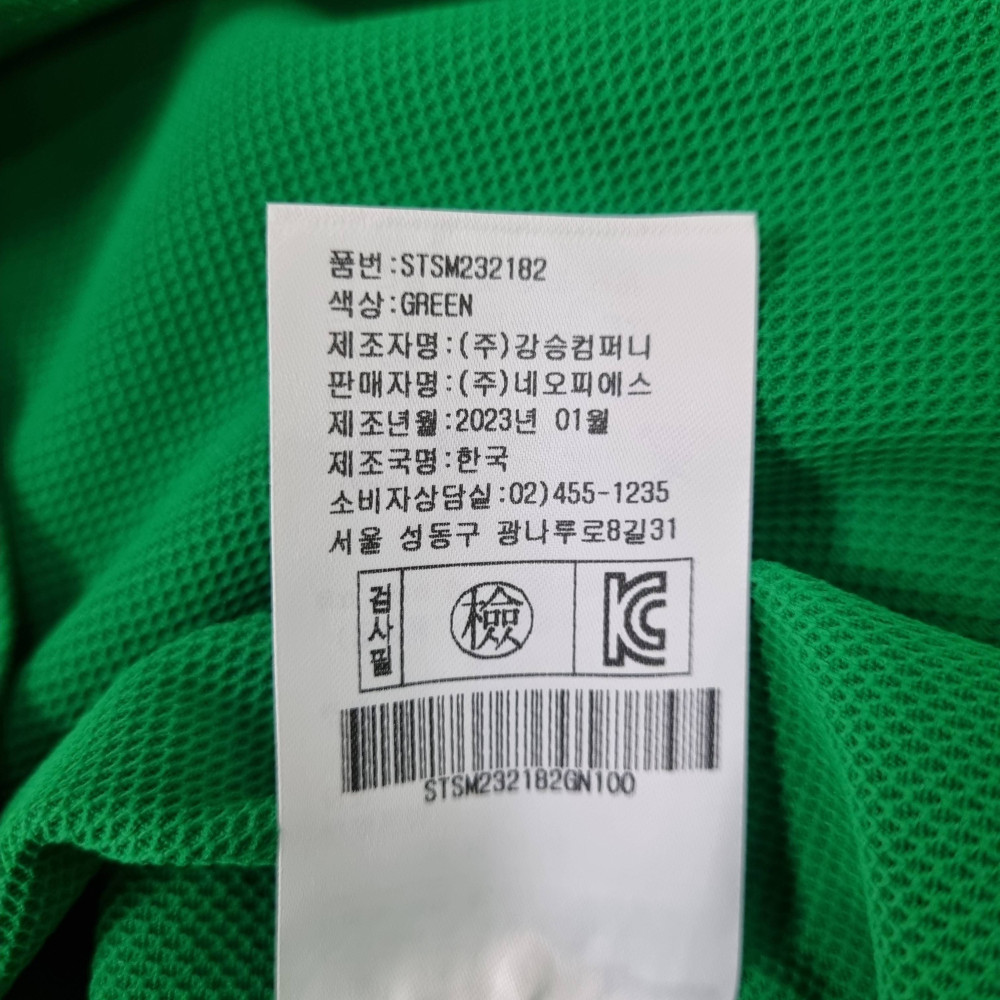 품번:STSM232182
색상:GREEN
제조자명:(주)강승컴퍼니
판매자명:(주)네오피에스
제조년월:2023년 01월
제조국명:한국
소비자상담실:02)455-1235
서울 성동구 광나루로8길31
검사필
檢
KC
STSM232182GN100